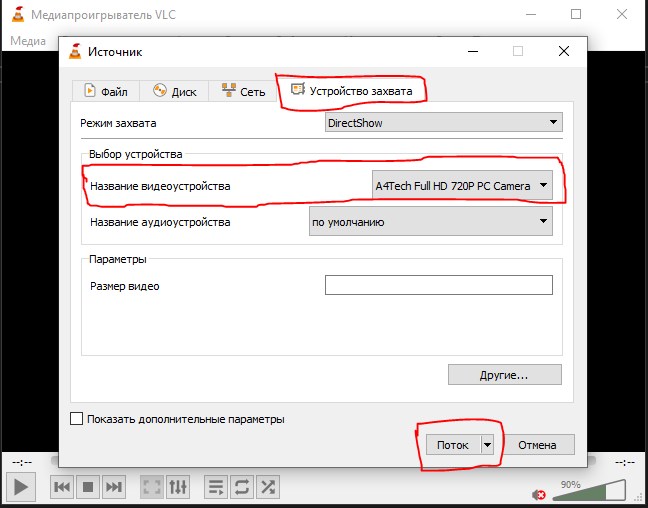 Медиапроигрыватель VLC
Медиа
Источник
Файл Диск Сеть Устройство захвата
Режим захвата DirectShow
Выбор устройства
Название видеоустройства A4Tech Full HD 720P PC Camera
Название аудиоустройства по умолчанию
Параметры
Размер видео
Другие...
Показать дополнительные параметры
Поток Отмена
--:-- --:--
90%